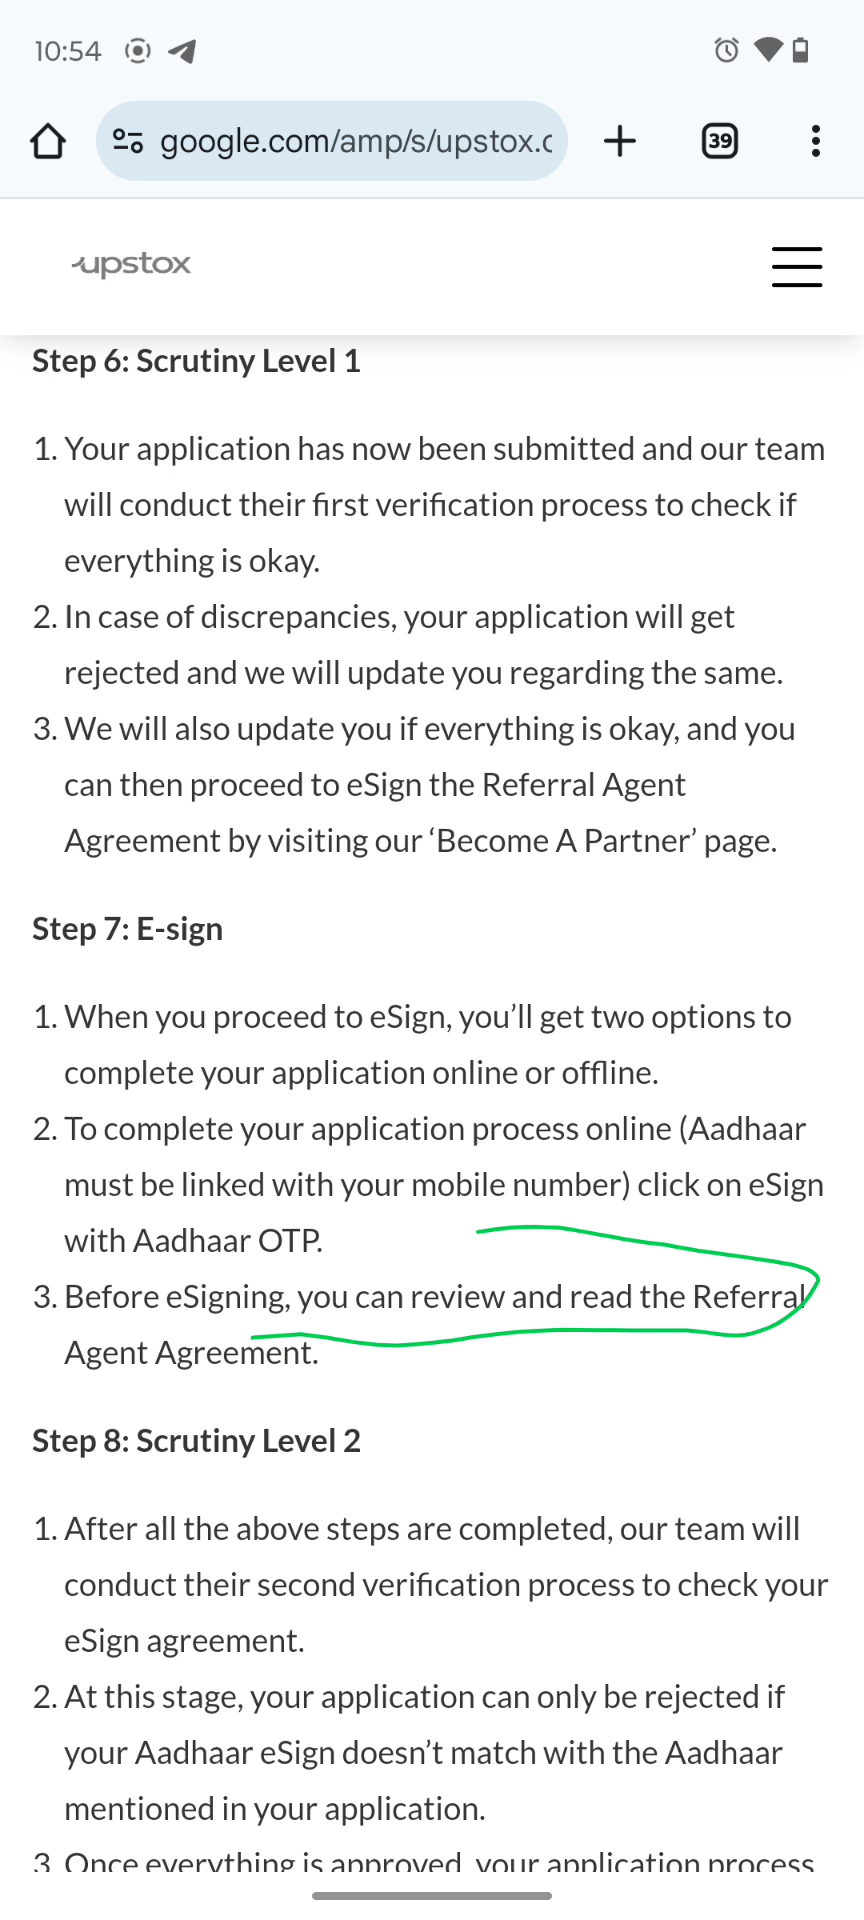 10:54
google.com/amp/s/upstox.c
39
upstox
Step 6: Scrutiny Level 1
1. Your application has now been submitted and our team
will conduct their first verification process to check if
everything is okay.
2. In case of discrepancies, your application will get
rejected and we will update you regarding the same.
3. We will also update you if everything is okay, and you
can then proceed to eSign the Referral Agent
Agreement by visiting our ‘Become A Partner’ page.
Step 7: E-sign
1. When you proceed to eSign, you’ll get two options to
complete your application online or offline.
2. To complete your application process online (Aadhaar
must be linked with your mobile number) click on eSign
with Aadhaar OTP.
3. Before eSigning, you can review and read the Referral
Agent Agreement.
Step 8: Scrutiny Level 2
1. After all the above steps are completed, our team will
conduct their second verification process to check your
eSign agreement.
2. At this stage, your application can only be rejected if
your Aadhaar eSign doesn’t match with the Aadhaar
mentioned in your application.
3. Once everything is approved, your application process